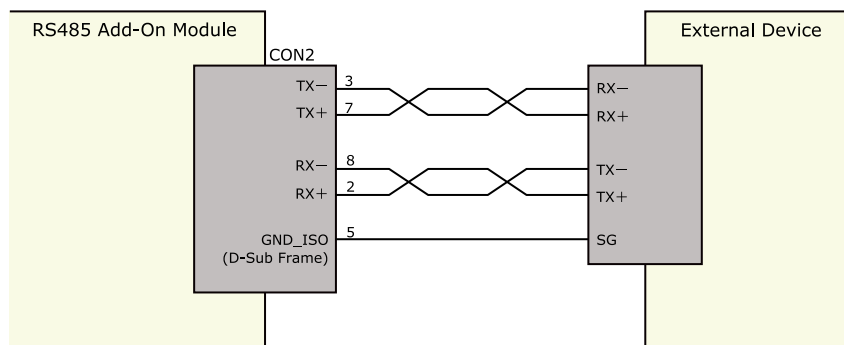 RS485 Add-On Module
External Device
CON2
TX− 3 RX−
TX+ 7 RX+
RX− 8 TX−
RX+ 2 TX+
GND_ISO 5 SG
(D-Sub Frame)